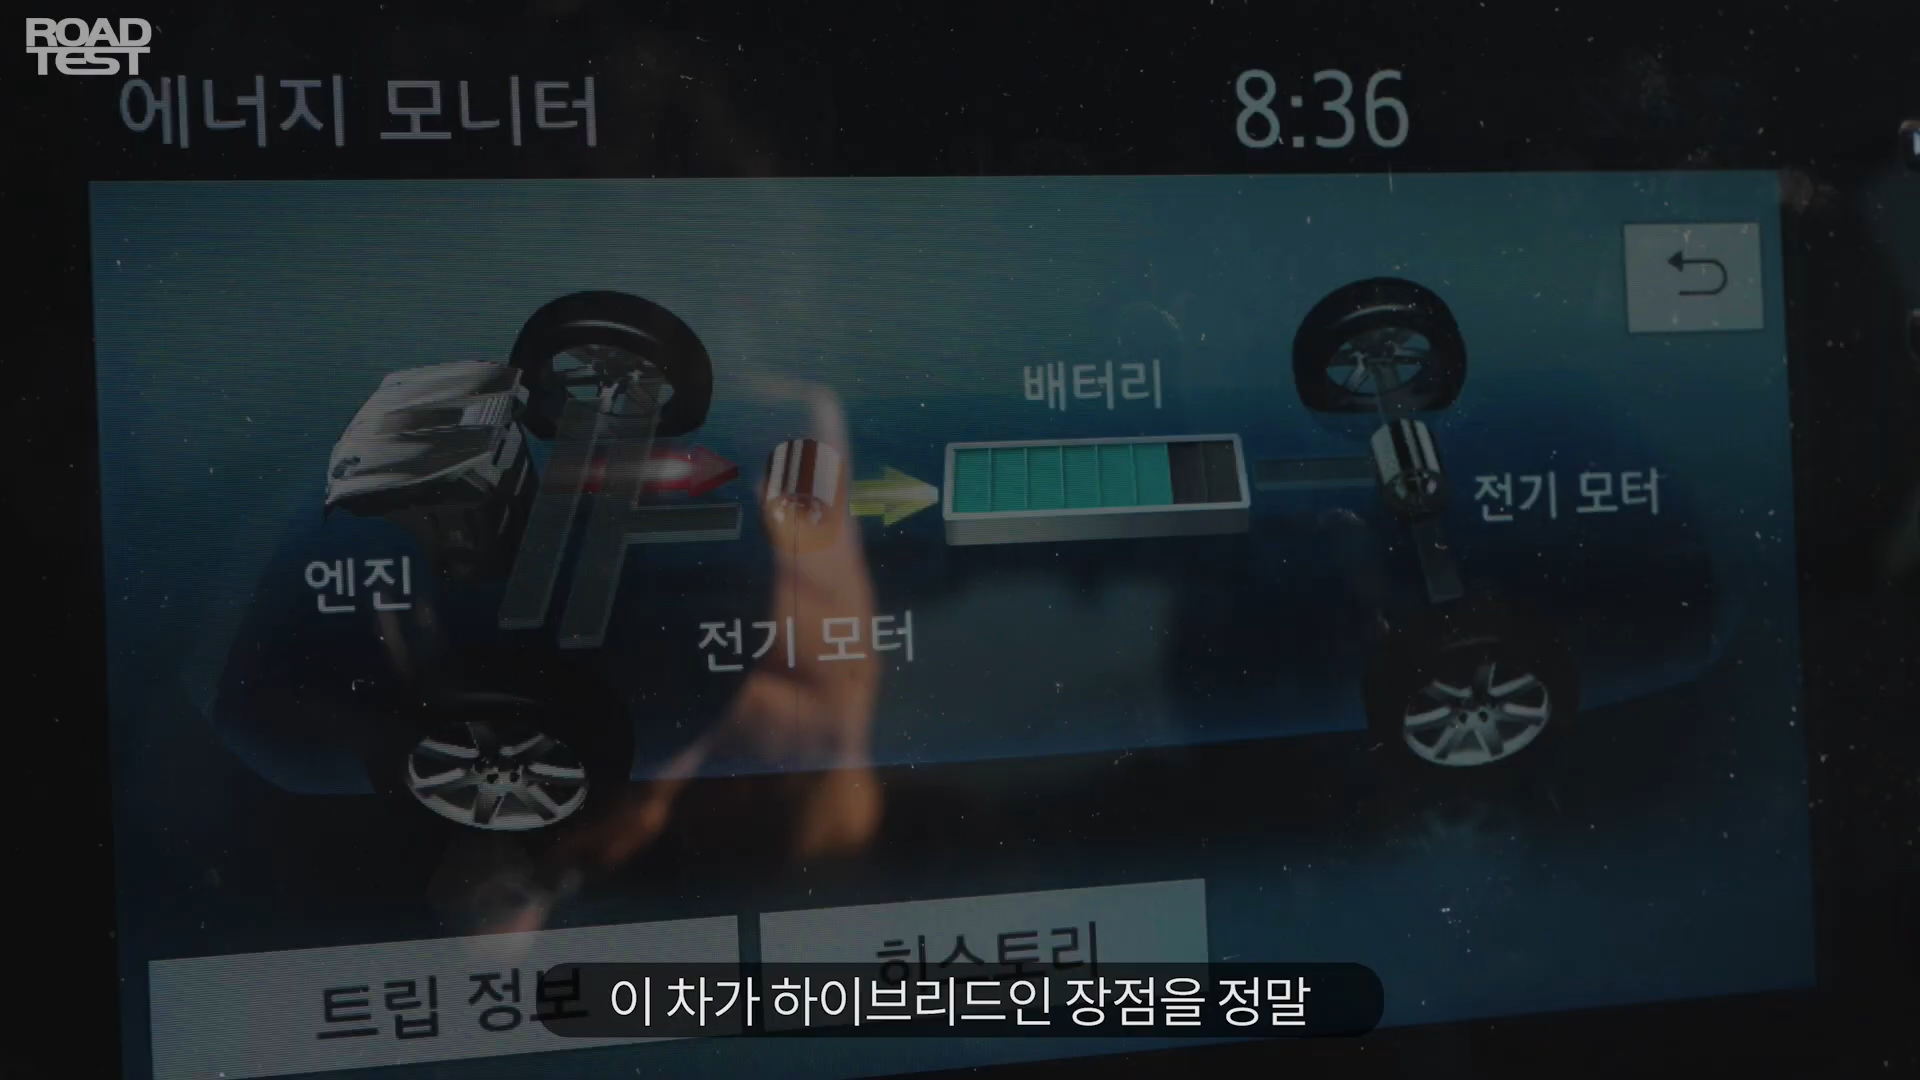 ROAD
TEST
에너지 모니터
8:36
배터리
전기 모터
엔진
전기 모터
히스토리
트립 정보
이 차가 하이브리드인 장점을 정말